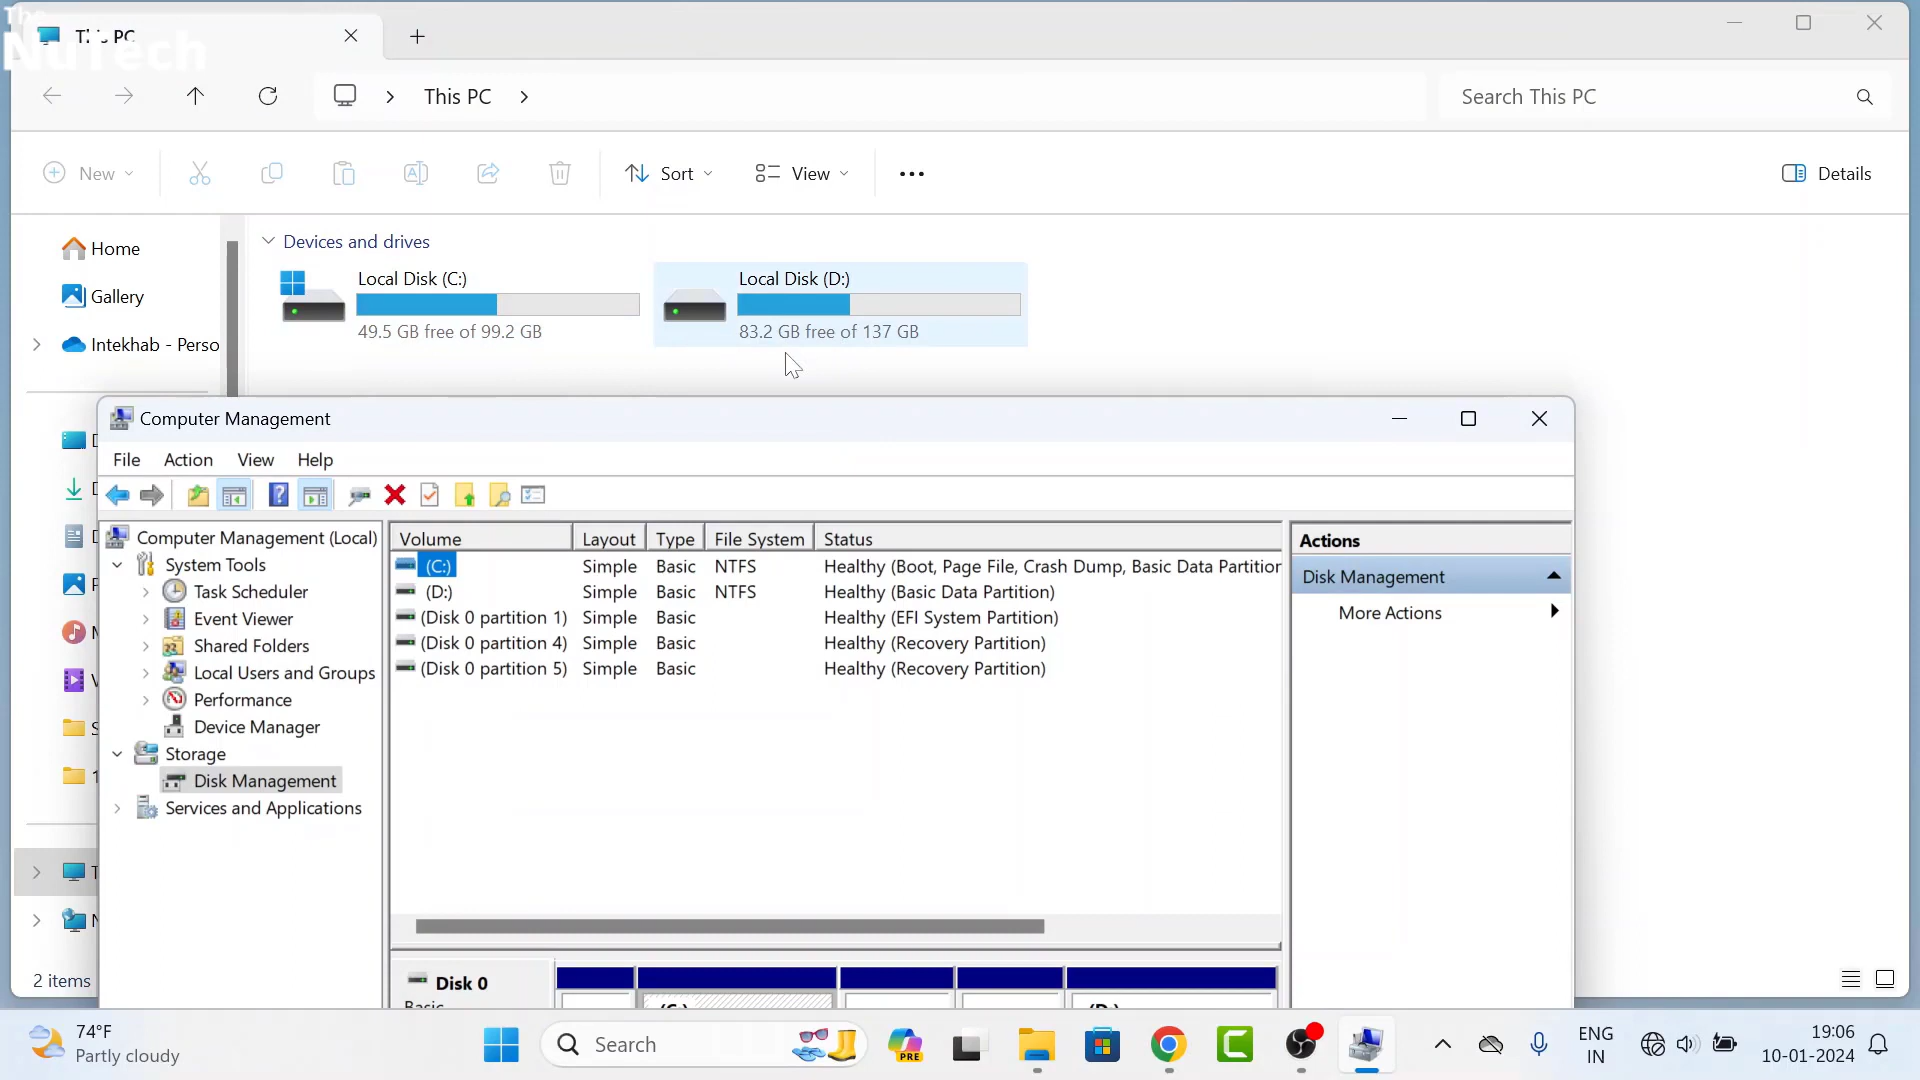 The
NuTech
This PC
This PC
Search This PC
New
Sort
View
Details
Home
Gallery
Intekhab - Perso
Devices and drives
Local Disk (C:)
49.5 GB free of 99.2 GB
Local Disk (D:)
83.2 GB free of 137 GB
2 items
Computer Management
File Action View Help
Computer Management (Local)
System Tools
Task Scheduler
Event Viewer
Shared Folders
Local Users and Groups
Performance
Device Manager
Storage
Disk Management
Services and Applications
Volume Layout Type File System Status
(C:) Simple Basic NTFS Healthy (Boot, Page File, Crash Dump, Basic Data Partition
(D:) Simple Basic NTFS Healthy (Basic Data Partition)
(Disk 0 partition 1) Simple Basic Healthy (EFI System Partition)
(Disk 0 partition 4) Simple Basic Healthy (Recovery Partition)
(Disk 0 partition 5) Simple Basic Healthy (Recovery Partition)
Disk 0
Basic
(C:)
(D:)
Actions
Disk Management
More Actions
74°F
Partly cloudy
Search
PRE
ENG
IN
19:06
10-01-2024